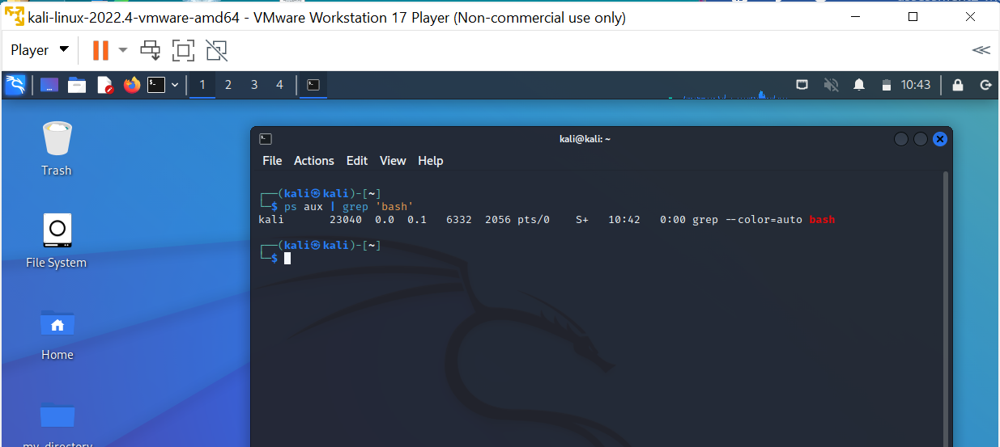 kali-linux-2022.4-vmware-amd64 - VMware Workstation 17 Player (Non-commercial use only)
Player
1 2 3 4 10:43
Trash
File System
Home
my_directory
kali@kali: ~
File Actions Edit View Help
┌──(kali㉿kali)-[~]
└─$ ps aux | grep 'bash'
kali 23040 0.0 0.1 6332 2056 pts/0 S+ 10:42 0:00 grep --color=auto bash
┌──(kali㉿kali)-[~]
└─$